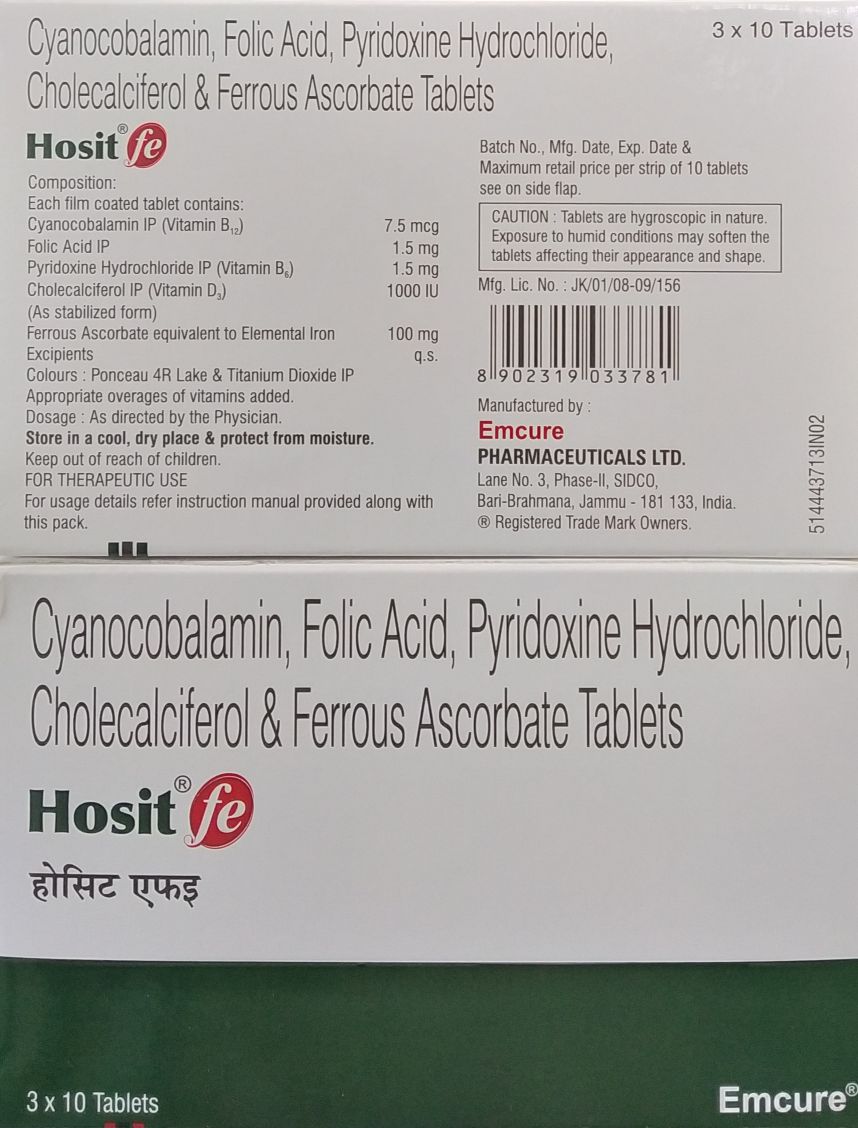 Cyanocobalamin, Folic Acid, Pyridoxine Hydrochloride,
Cholecalciferol & Ferrous Ascorbate Tablets
3 x 10 Tablets
Hosit® fe
Composition:
Each film coated tablet contains:
Cyanocobalamin IP (Vitamin B₁₂) 7.5 mcg
Folic Acid IP 1.5 mg
Pyridoxine Hydrochloride IP (Vitamin B₆) 1.5 mg
Cholecalciferol IP (Vitamin D₃) 1000 IU
(As stabilized form)
Ferrous Ascorbate equivalent to Elemental Iron 100 mg
Excipients q.s.
Colours : Ponceau 4R Lake & Titanium Dioxide IP
Appropriate overages of vitamins added.
Dosage : As directed by the Physician.
Store in a cool, dry place & protect from moisture.
Keep out of reach of children.
FOR THERAPEUTIC USE
For usage details refer instruction manual provided along with
this pack.
Batch No., Mfg. Date, Exp. Date &
Maximum retail price per strip of 10 tablets
see on side flap.
CAUTION : Tablets are hygroscopic in nature.
Exposure to humid conditions may soften the
tablets affecting their appearance and shape.
Mfg. Lic. No. : JK/01/08-09/156
8 902319 033781
Manufactured by :
Emcure
PHARMACEUTICALS LTD.
Lane No. 3, Phase-II, SIDCO,
Bari-Brahmana, Jammu - 181 133, India.
® Registered Trade Mark Owners.
514443713IN02
Cyanocobalamin, Folic Acid, Pyridoxine Hydrochloride,
Cholecalciferol & Ferrous Ascorbate Tablets
Hosit® fe
होसिट एफइ
3 x 10 Tablets
Emcure®